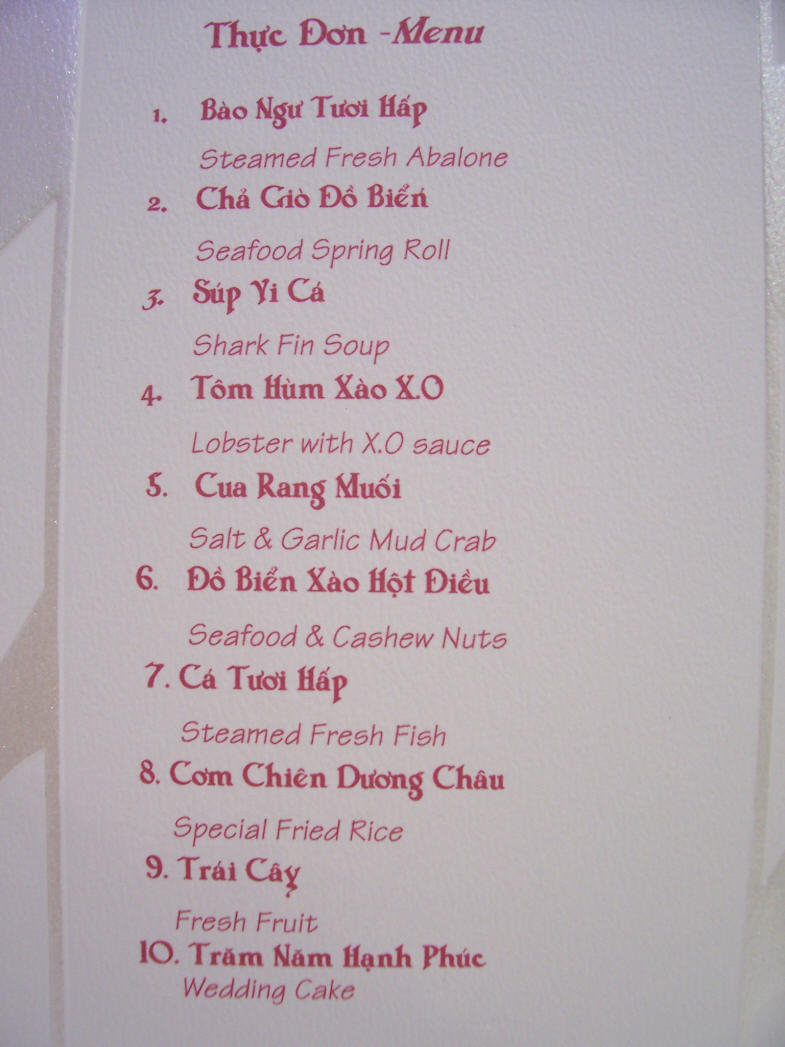 Thực Đơn - Menu
1. Bào Ngư Tươi Hấp
Steamed Fresh Abalone
2. Chả Giò Đồ Biển
Seafood Spring Roll
3. Súp Vi Cá
Shark Fin Soup
4. Tôm Hùm Xào X.O
Lobster with X.O sauce
5. Cua Rang Muối
Salt & Garlic Mud Crab
6. Đồ Biển Xào Hột Điều
Seafood & Cashew Nuts
7. Cá Tươi Hấp
Steamed Fresh Fish
8. Cơm Chiên Dương Châu
Special Fried Rice
9. Trái Cây
Fresh Fruit
10. Trăm Năm Hạnh Phúc
Wedding Cake